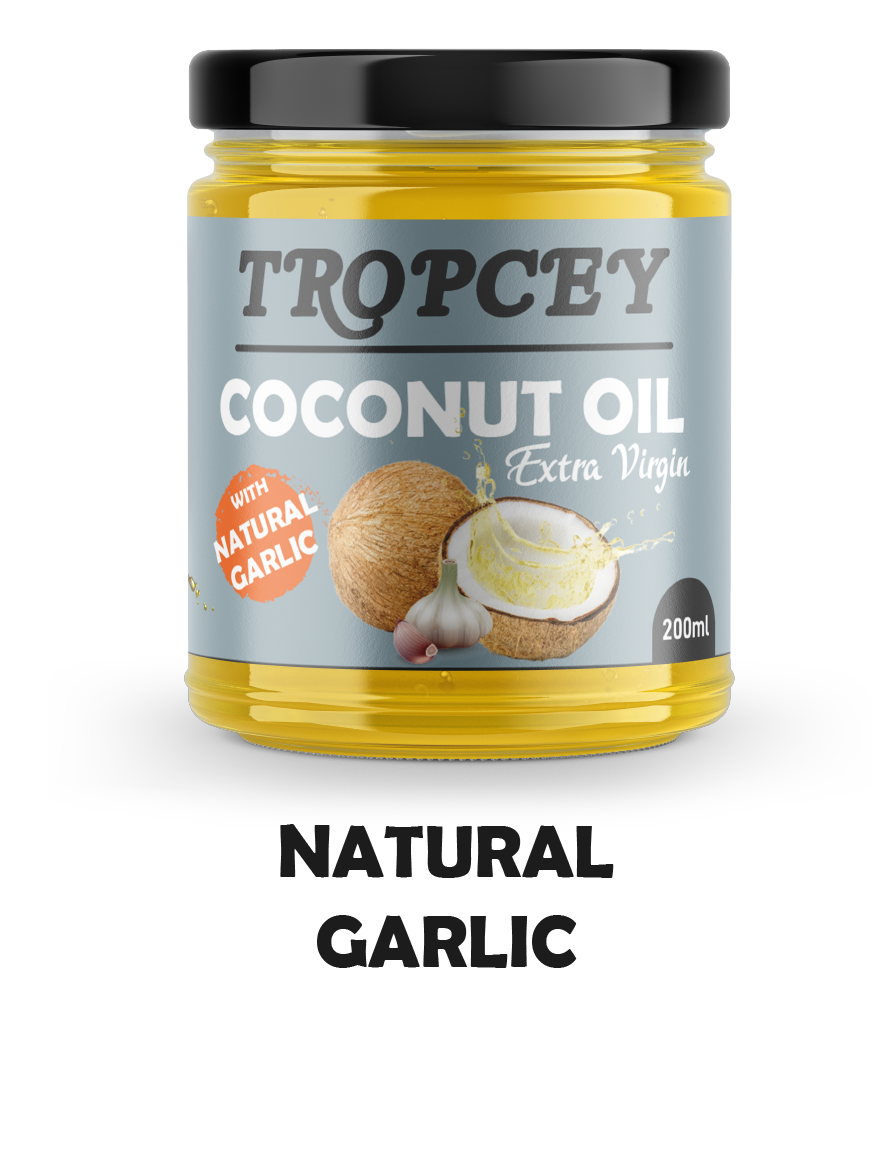 TROPCEY
COCONUT OIL
Extra Virgin
WITH
NATURAL
GARLIC
200ml
NATURAL
GARLIC